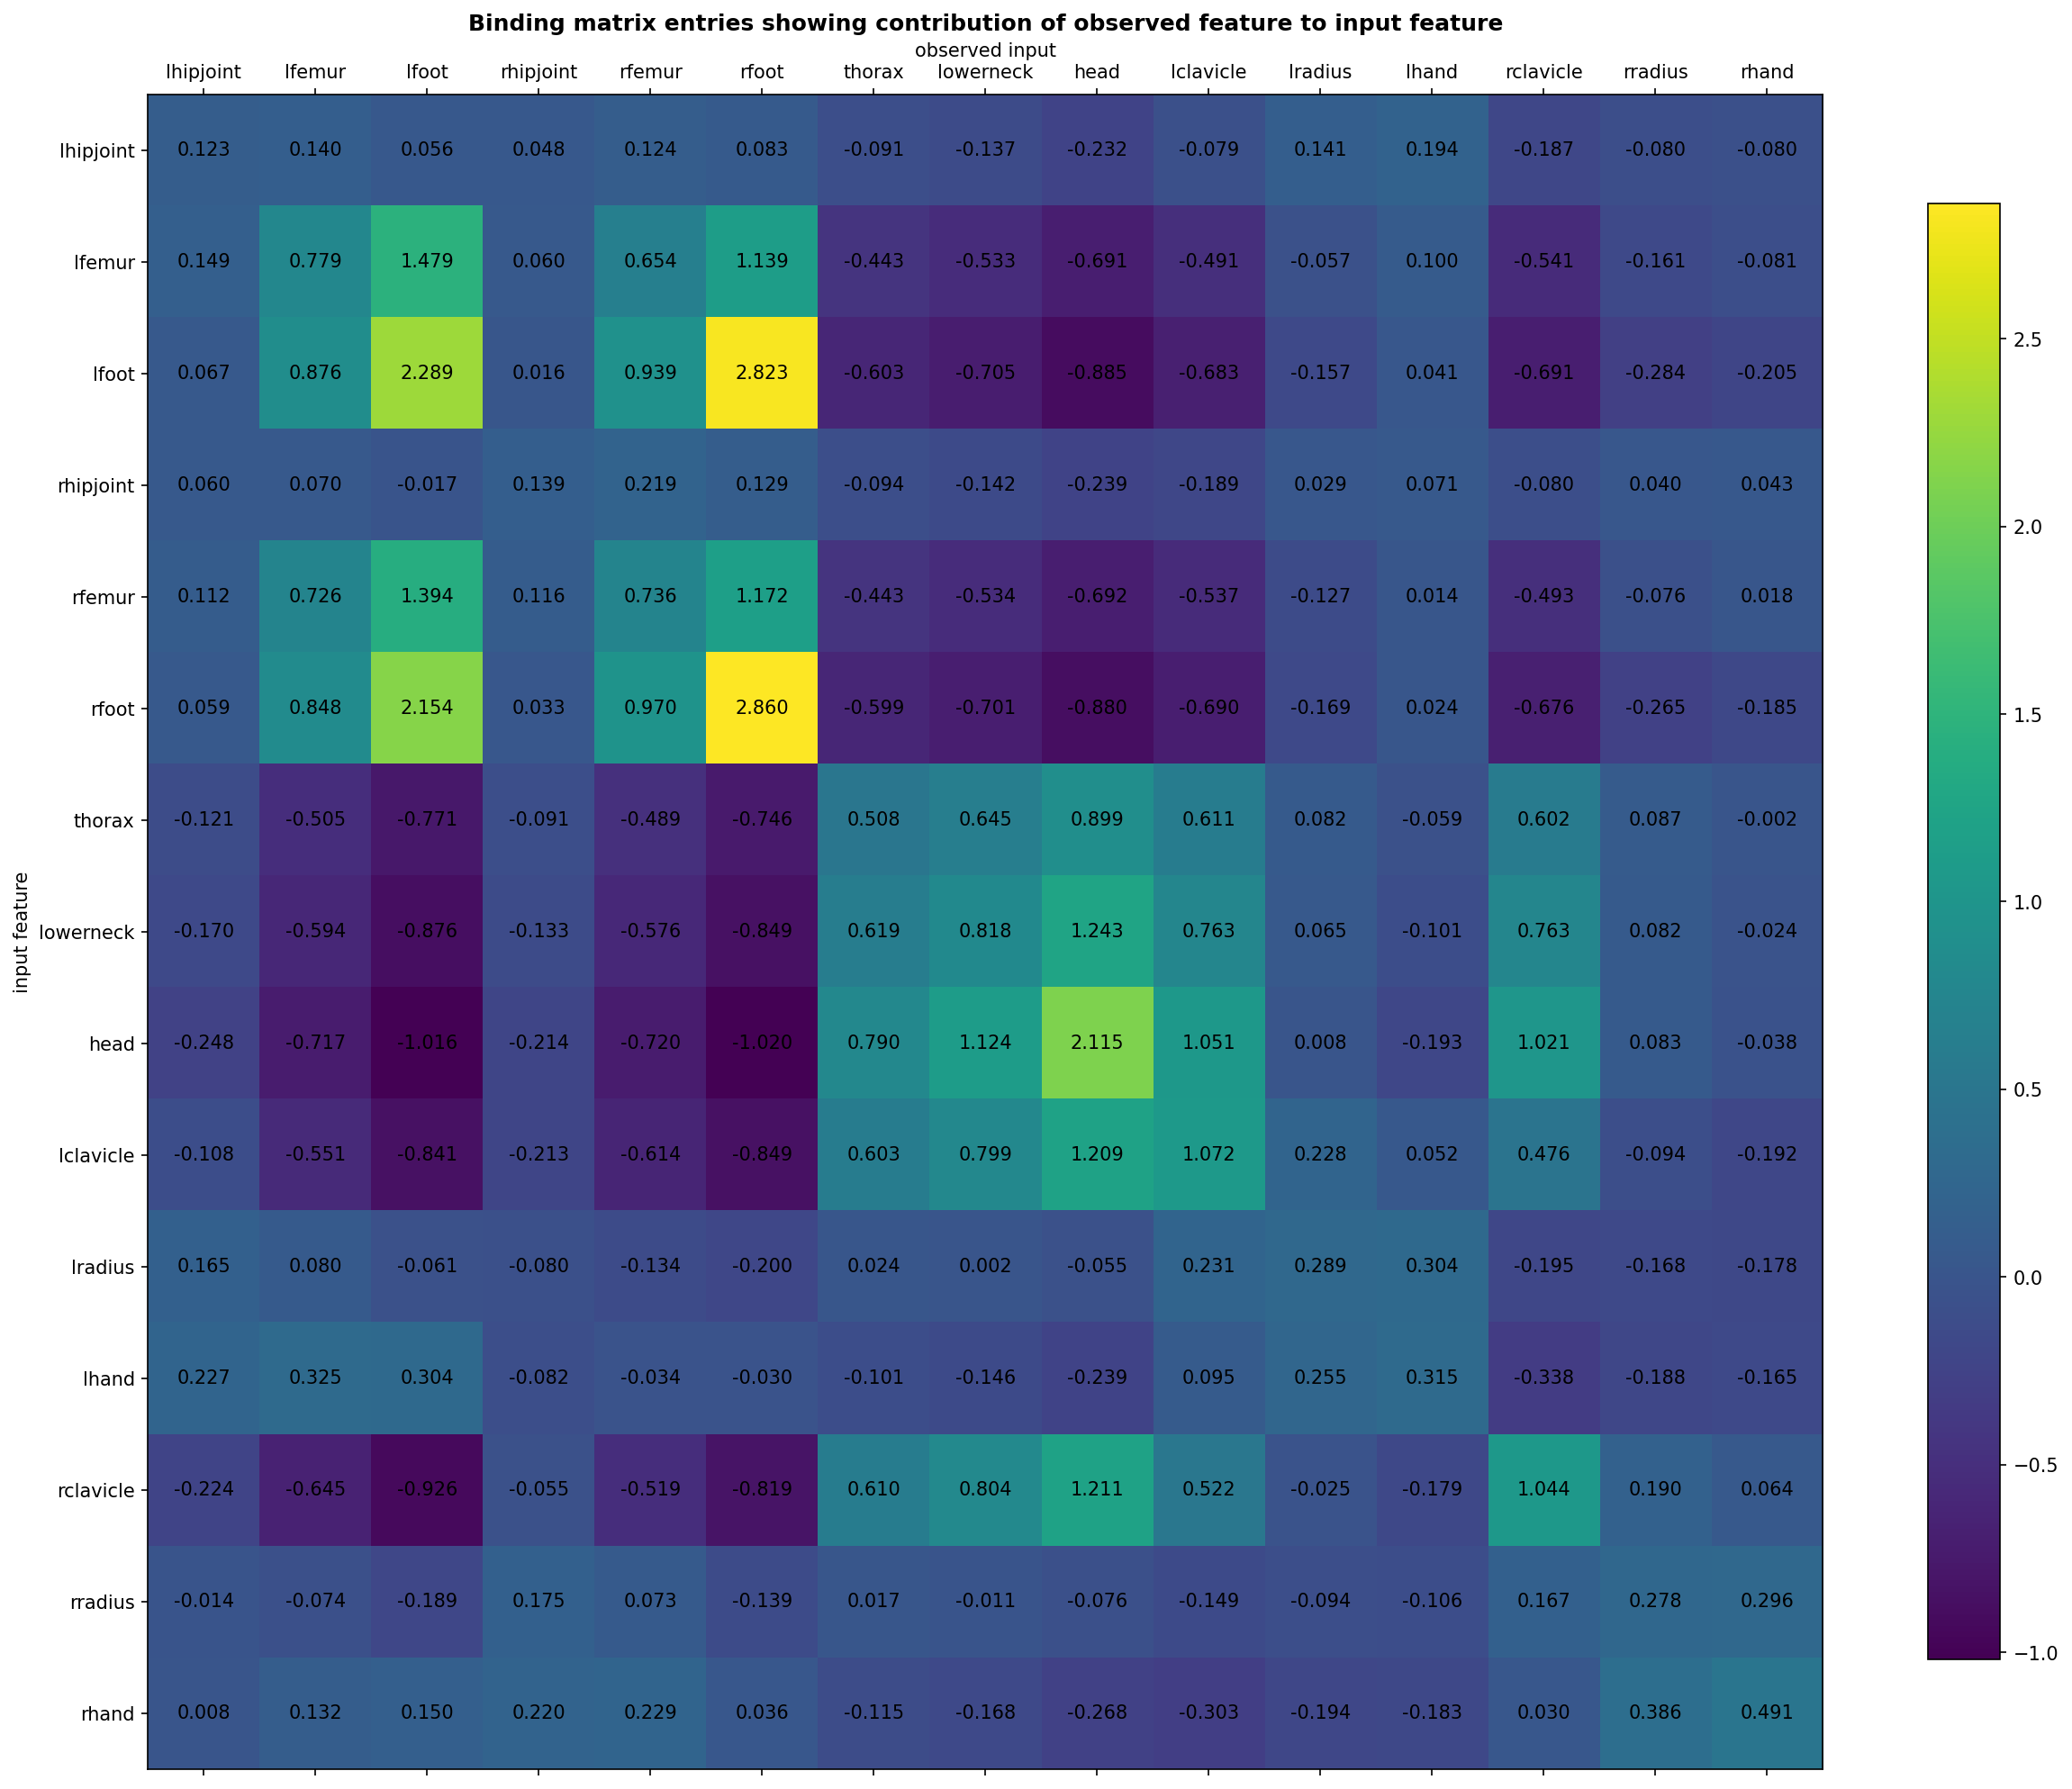 Binding matrix entries showing contribution of observed feature to input feature
observed input
lhipjoint lfemur lfoot rhipjoint rfemur rfoot thorax lowerneck head lclavicle lradius lhand rclavicle rradius rhand
lhipjoint 0.123 0.140 0.056 0.048 0.124 0.083 -0.091 -0.137 -0.232 -0.079 0.141 0.194 -0.187 -0.080 -0.080
lfemur 0.149 0.779 1.479 0.060 0.654 1.139 -0.443 -0.533 -0.691 -0.491 -0.057 0.100 -0.541 -0.161 -0.081
lfoot 0.067 0.876 2.289 0.016 0.939 2.823 -0.603 -0.705 -0.885 -0.683 -0.157 0.041 -0.691 -0.284 -0.205
rhipjoint 0.060 0.070 -0.017 0.139 0.219 0.129 -0.094 -0.142 -0.239 -0.189 0.029 0.071 -0.080 0.040 0.043
rfemur 0.112 0.726 1.394 0.116 0.736 1.172 -0.443 -0.534 -0.692 -0.537 -0.127 0.014 -0.493 -0.076 0.018
rfoot 0.059 0.848 2.154 0.033 0.970 2.860 -0.599 -0.701 -0.880 -0.690 -0.169 0.024 -0.676 -0.265 -0.185
thorax -0.121 -0.505 -0.771 -0.091 -0.489 -0.746 0.508 0.645 0.899 0.611 0.082 -0.059 0.602 0.087 -0.002
lowerneck -0.170 -0.594 -0.876 -0.133 -0.576 -0.849 0.619 0.818 1.243 0.763 0.065 -0.101 0.763 0.082 -0.024
head -0.248 -0.717 -1.016 -0.214 -0.720 -1.020 0.790 1.124 2.115 1.051 0.008 -0.193 1.021 0.083 -0.038
lclavicle -0.108 -0.551 -0.841 -0.213 -0.614 -0.849 0.603 0.799 1.209 1.072 0.228 0.052 0.476 -0.094 -0.192
lradius 0.165 0.080 -0.061 -0.080 -0.134 -0.200 0.024 0.002 -0.055 0.231 0.289 0.304 -0.195 -0.168 -0.178
lhand 0.227 0.325 0.304 -0.082 -0.034 -0.030 -0.101 -0.146 -0.239 0.095 0.255 0.315 -0.338 -0.188 -0.165
rclavicle -0.224 -0.645 -0.926 -0.055 -0.519 -0.819 0.610 0.804 1.211 0.522 -0.025 -0.179 1.044 0.190 0.064
rradius -0.014 -0.074 -0.189 0.175 0.073 -0.139 0.017 -0.011 -0.076 -0.149 -0.094 -0.106 0.167 0.278 0.296
rhand 0.008 0.132 0.150 0.220 0.229 0.036 -0.115 -0.168 -0.268 -0.303 -0.194 -0.183 0.030 0.386 0.491
input feature
2.5
2.0
1.5
1.0
0.5
0.0
−0.5
−1.0